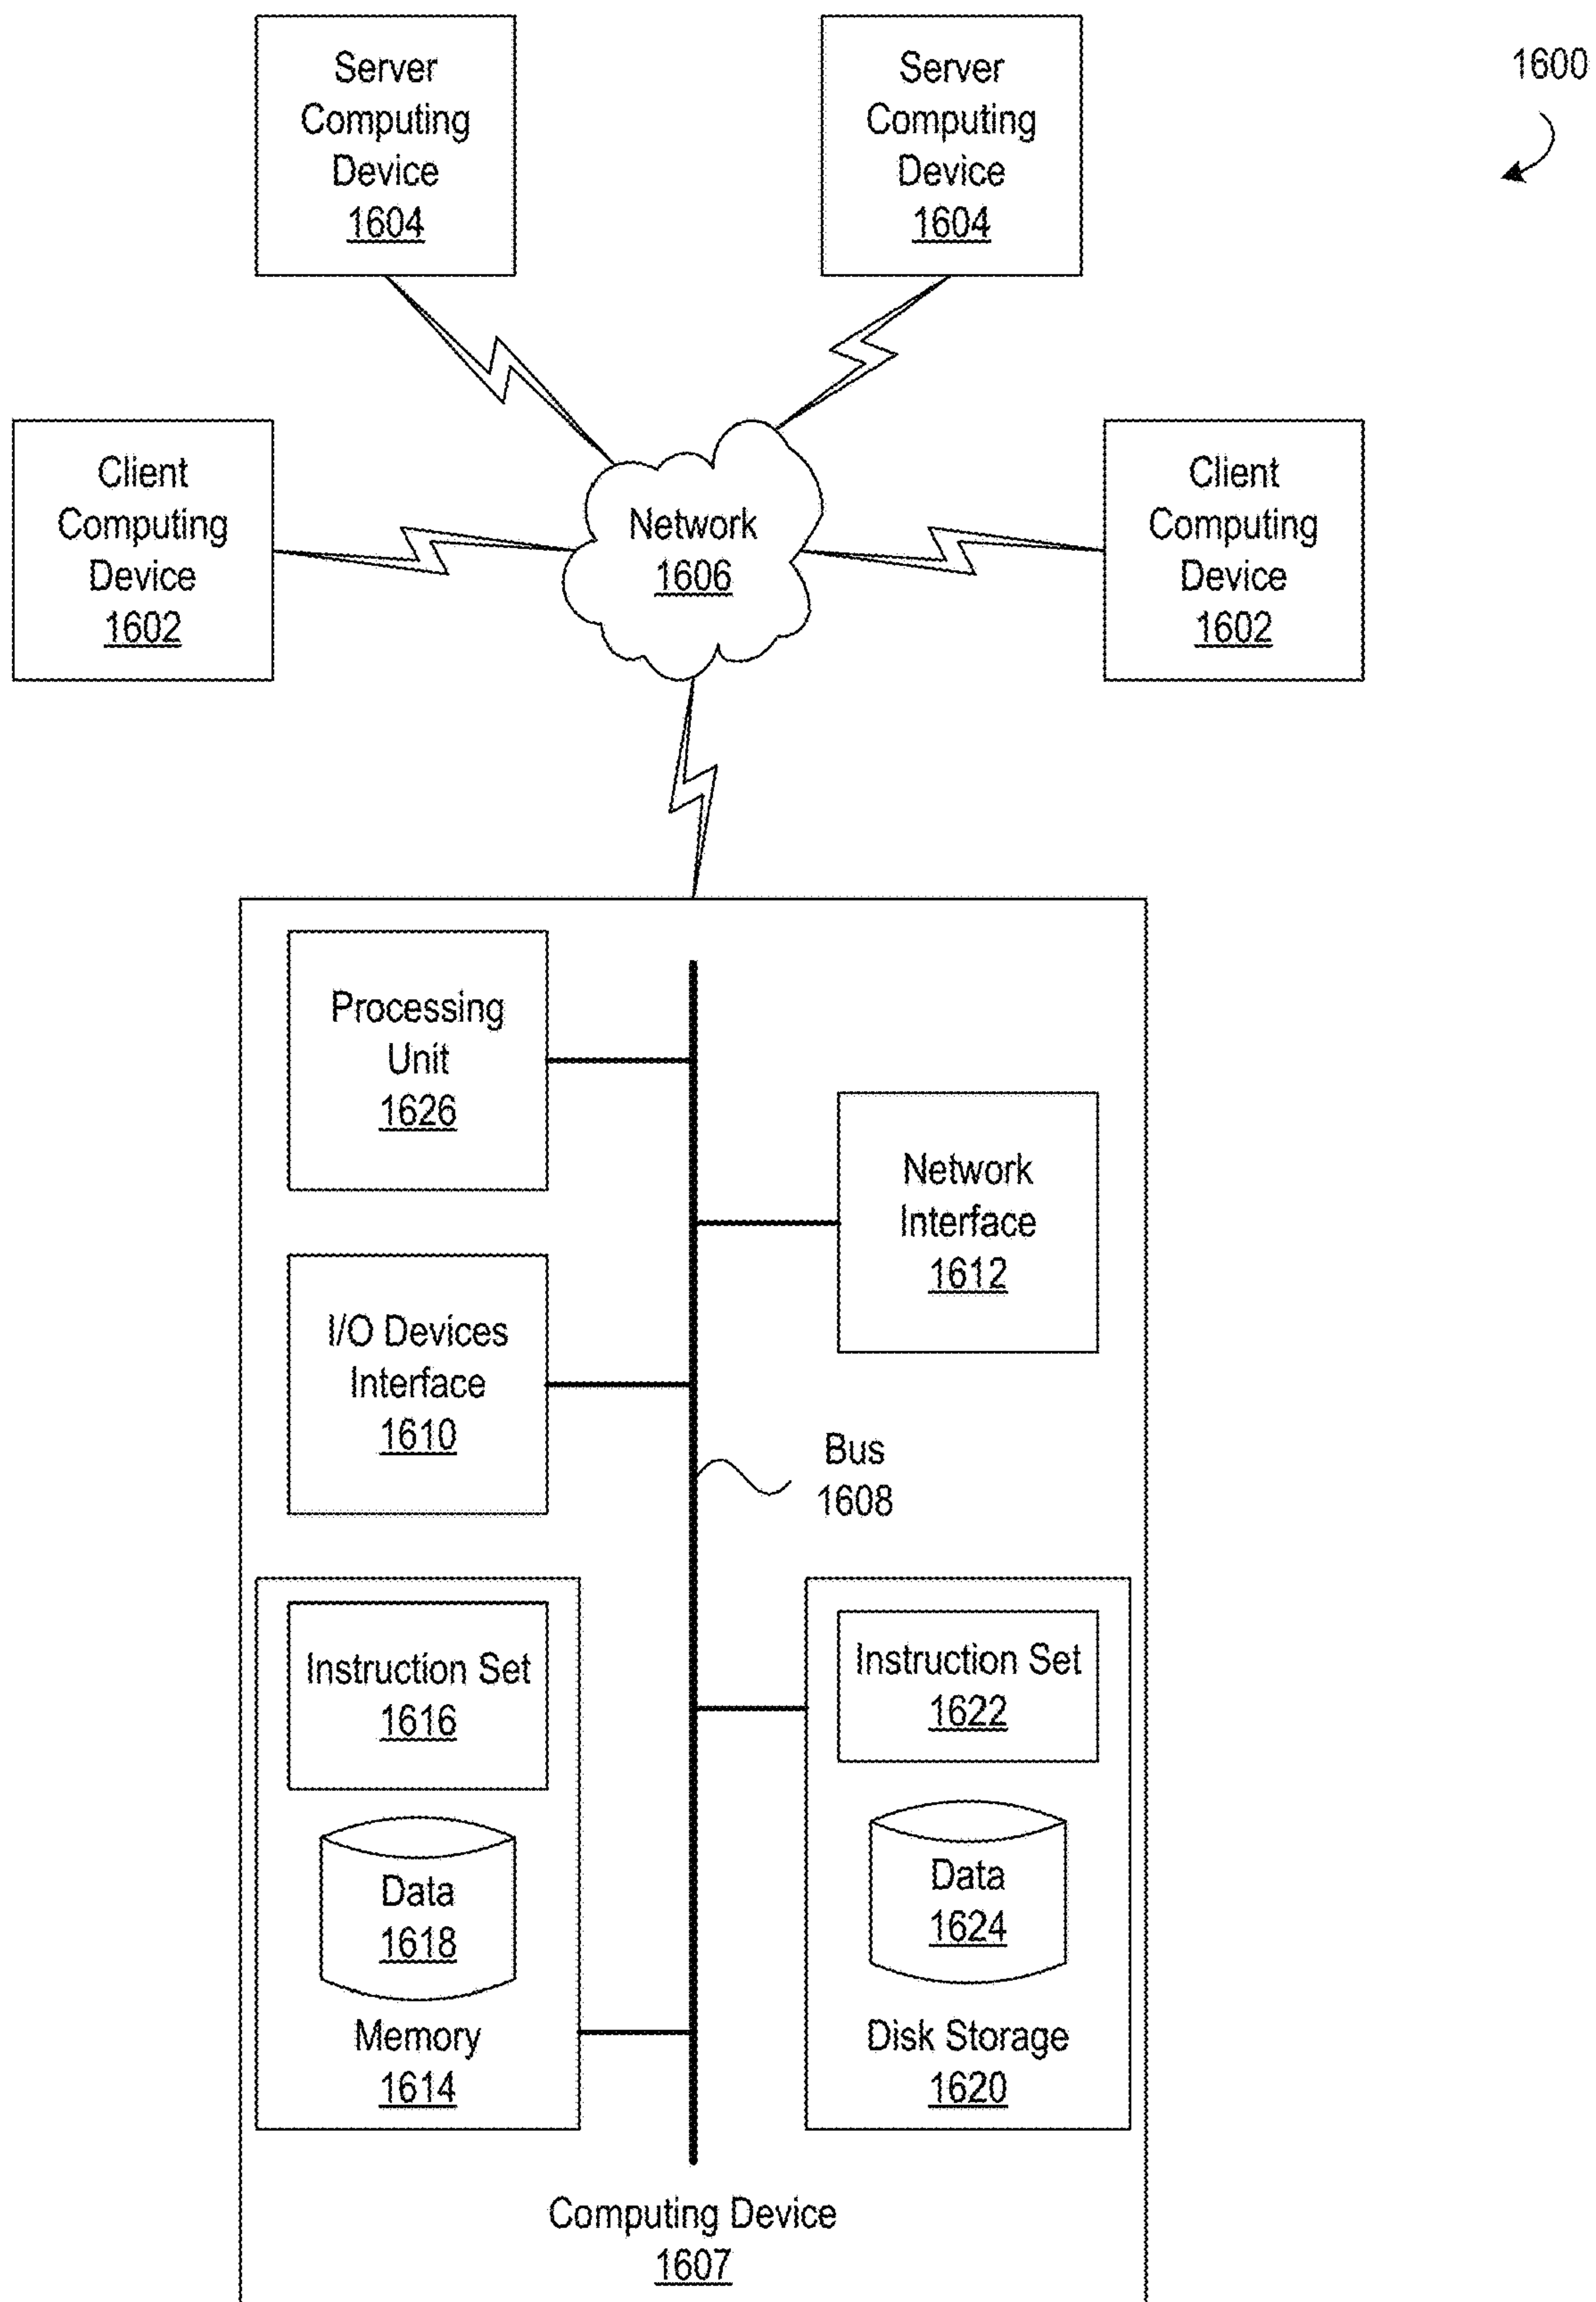 1600
Server
Computing
Device
1604
Server
Computing
Device
1604
Client
Computing
Device
1602
Network
1606
Client
Computing
Device
1602
Processing
Unit
1626
Network
Interface
1612
I/O Devices
Interface
1610
Bus
1608
Instruction Set
1616
Data
1618
Memory
1614
Instruction Set
1622
Data
1624
Disk Storage
1620
Computing Device
1607